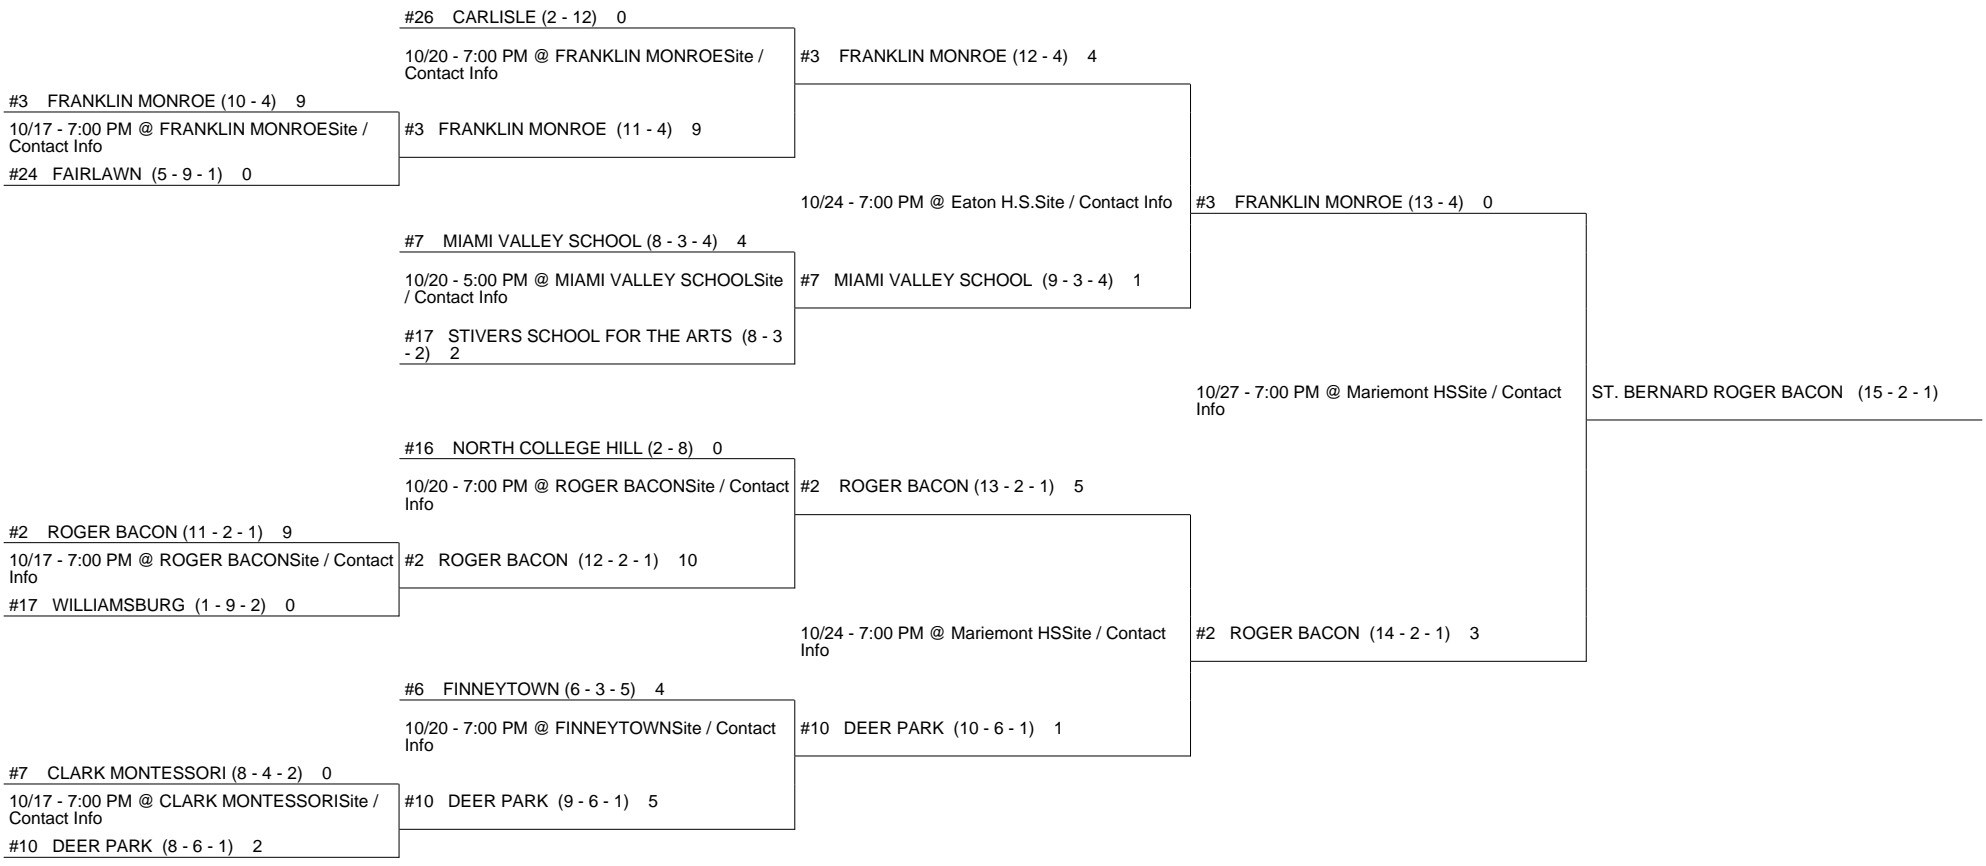 #26 CARLISLE (2 - 12) 0
10/20 - 7:00 PM @ FRANKLIN MONROESite /
Contact Info
#3 FRANKLIN MONROE (12 - 4) 4
#3 FRANKLIN MONROE (10 - 4) 9
10/17 - 7:00 PM @ FRANKLIN MONROESite /
Contact Info
#3 FRANKLIN MONROE (11 - 4) 9
#24 FAIRLAWN (5 - 9 - 1) 0
10/24 - 7:00 PM @ Eaton H.S.Site / Contact Info
#3 FRANKLIN MONROE (13 - 4) 0
#7 MIAMI VALLEY SCHOOL (8 - 3 - 4) 4
10/20 - 5:00 PM @ MIAMI VALLEY SCHOOLSite
/ Contact Info
#7 MIAMI VALLEY SCHOOL (9 - 3 - 4) 1
#17 STIVERS SCHOOL FOR THE ARTS (8 - 3
- 2) 2
10/27 - 7:00 PM @ Mariemont HSSite / Contact
Info
ST. BERNARD ROGER BACON (15 - 2 - 1)
#16 NORTH COLLEGE HILL (2 - 8) 0
10/20 - 7:00 PM @ ROGER BACONSite / Contact
Info
#2 ROGER BACON (13 - 2 - 1) 5
#2 ROGER BACON (11 - 2 - 1) 9
10/17 - 7:00 PM @ ROGER BACONSite / Contact
Info
#2 ROGER BACON (12 - 2 - 1) 10
#17 WILLIAMSBURG (1 - 9 - 2) 0
10/24 - 7:00 PM @ Mariemont HSSite / Contact
Info
#2 ROGER BACON (14 - 2 - 1) 3
#6 FINNEYTOWN (6 - 3 - 5) 4
10/20 - 7:00 PM @ FINNEYTOWNSite / Contact
Info
#10 DEER PARK (10 - 6 - 1) 1
#7 CLARK MONTESSORI (8 - 4 - 2) 0
10/17 - 7:00 PM @ CLARK MONTESSORISite /
Contact Info
#10 DEER PARK (9 - 6 - 1) 5
#10 DEER PARK (8 - 6 - 1) 2